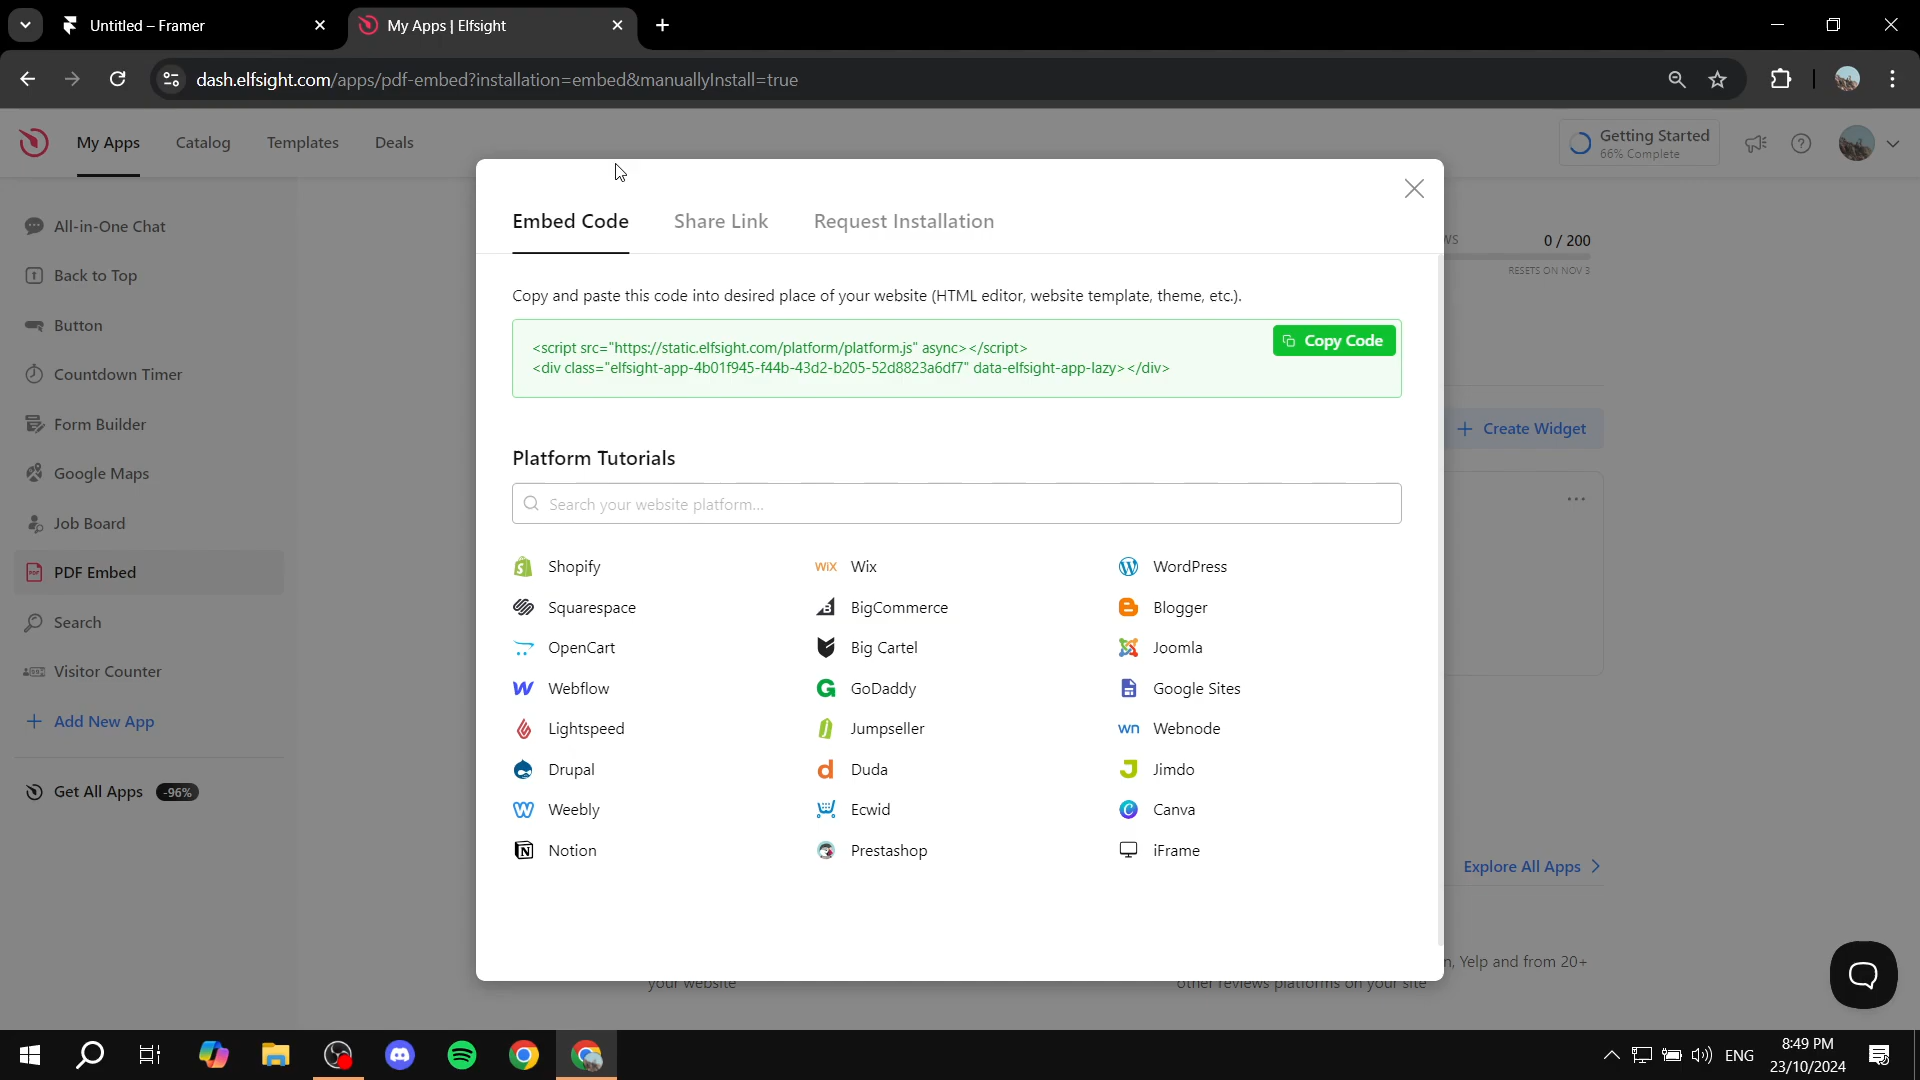 Untitled – Framer
My Apps | Elfsight
dash.elfsight.com/apps/pdf-embed?installation=embed&manuallyInstall=true
My Apps
Catalog
Templates
Deals
Getting Started
66% Complete
All-in-One Chat
Back to Top
Button
Countdown Timer
Form Builder
Google Maps
Job Board
PDF Embed
Search
Visitor Counter
Add New App
Get All Apps -96%
Embed Code
Share Link
Request Installation
0 / 200
RESETS ON NOV 3
Copy and paste this code into desired place of your website (HTML editor, website template, theme, etc.).
<script src="https://static.elfsight.com/platform/platform.js" async></script>
<div class="elfsight-app-4b01f945-f44b-43d2-b205-52d8823a6df7" data-elfsight-app-lazy></div>
Copy Code
Create Widget
Platform Tutorials
Search your website platform...
Shopify
Wix
WordPress
Squarespace
BigCommerce
Blogger
OpenCart
Big Cartel
Joomla
Webflow
GoDaddy
Google Sites
Lightspeed
Jumpseller
Webnode
Drupal
Duda
Jimdo
Weebly
Ecwid
Canva
Notion
Prestashop
iFrame
Explore All Apps
, Yelp and from 20+
your website
other reviews platforms on your site
ENG
8:49 PM
23/10/2024